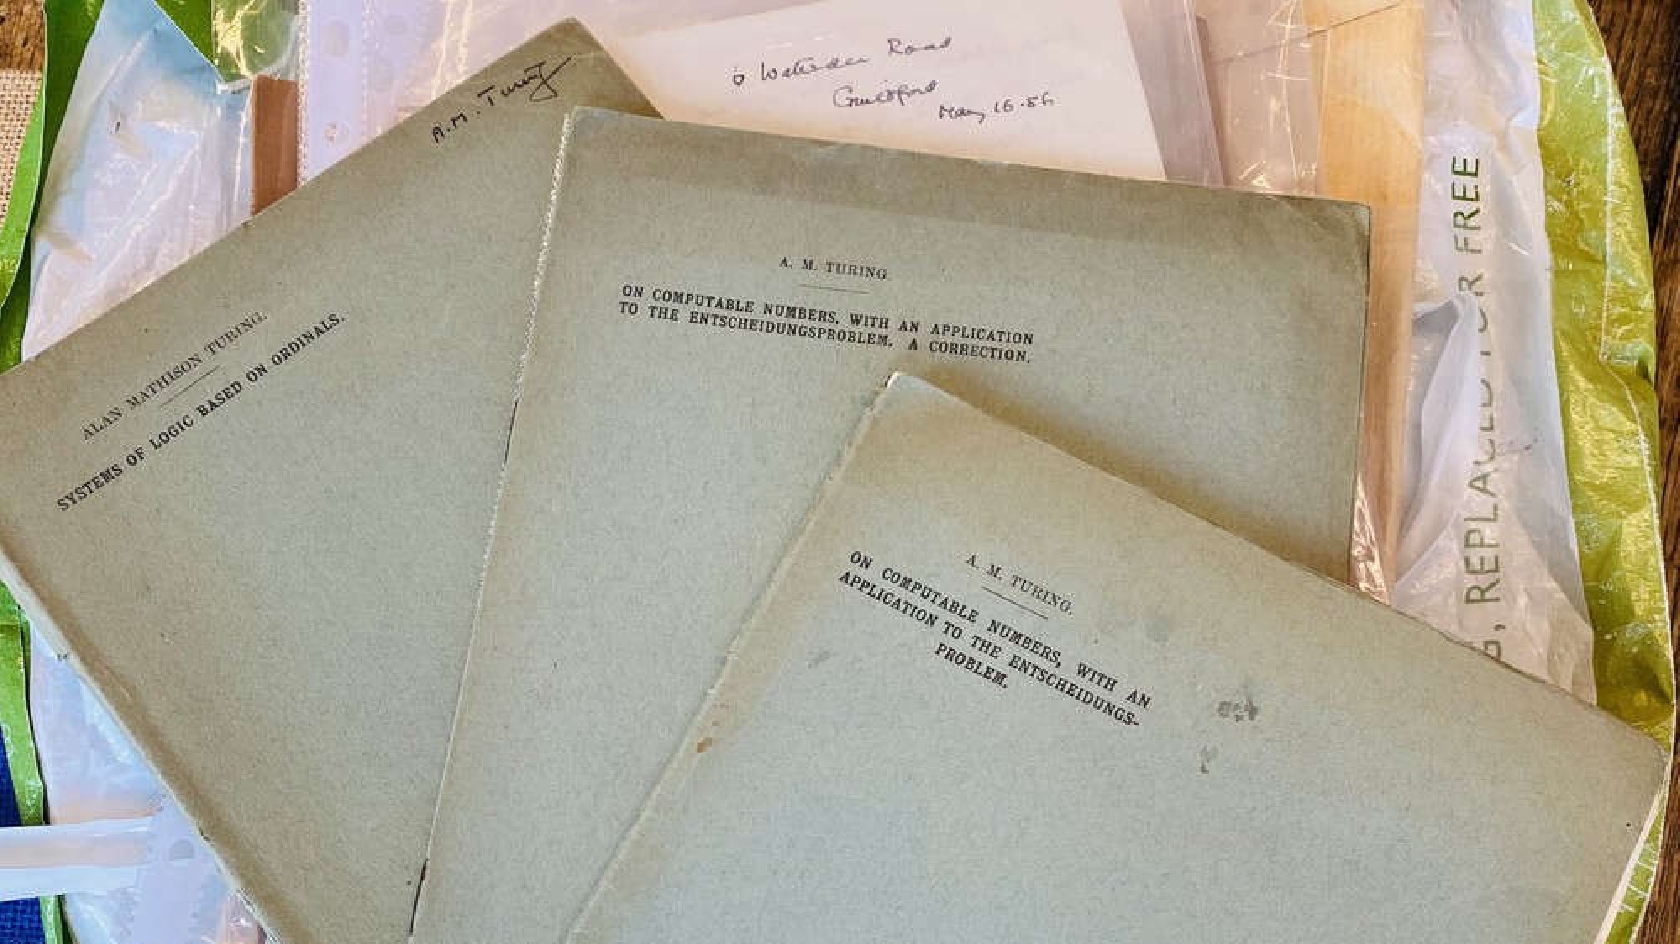 A.M. Turing
Road
Guildford
May 16.56
ALAN MATHISON TURING.
SYSTEMS OF LOGIC BASED ON ORDINALS.
A. M. TURING
ON COMPUTABLE NUMBERS, WITH AN APPLICATION
TO THE ENTSCHEIDUNGSPROBLEM. A CORRECTION.
A. M. TURING.
ON COMPUTABLE NUMBERS, WITH AN
APPLICATION TO THE ENTSCHEIDUNGS-
PROBLEM.
, REPLACED FOR FREE